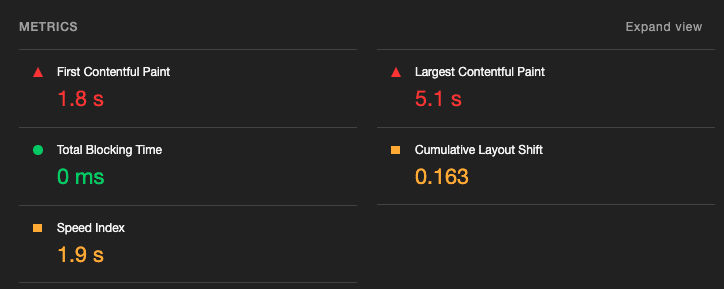 METRICS
Expand view
First Contentful Paint
1.8 s
Largest Contentful Paint
5.1 s
Total Blocking Time
0 ms
Cumulative Layout Shift
0.163
Speed Index
1.9 s